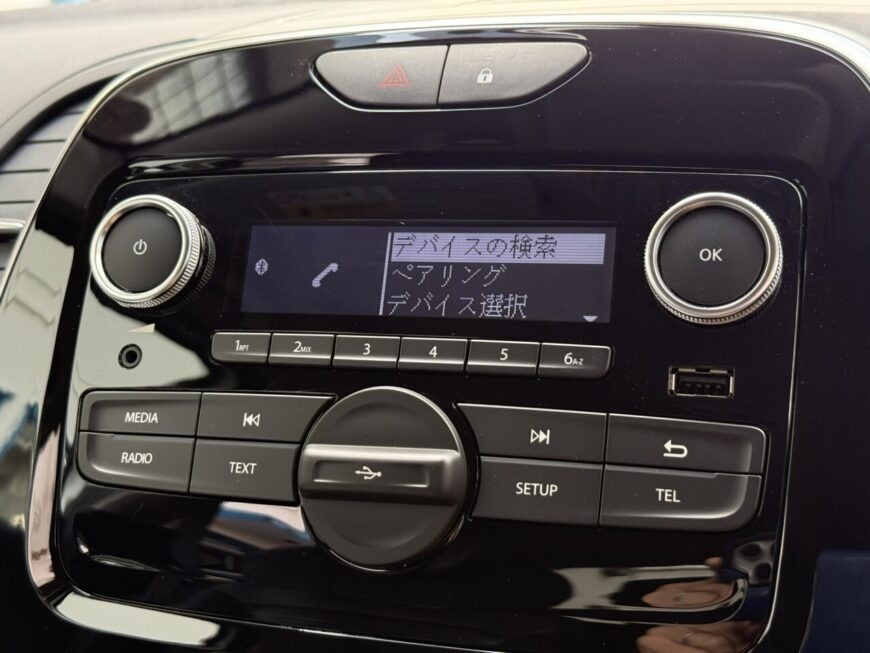 デバイスの検索
ペアリング
デバイス選択
OK
1RPT
2MIX
3
4
5
6A-Z
MEDIA
RADIO
TEXT
SETUP
TEL